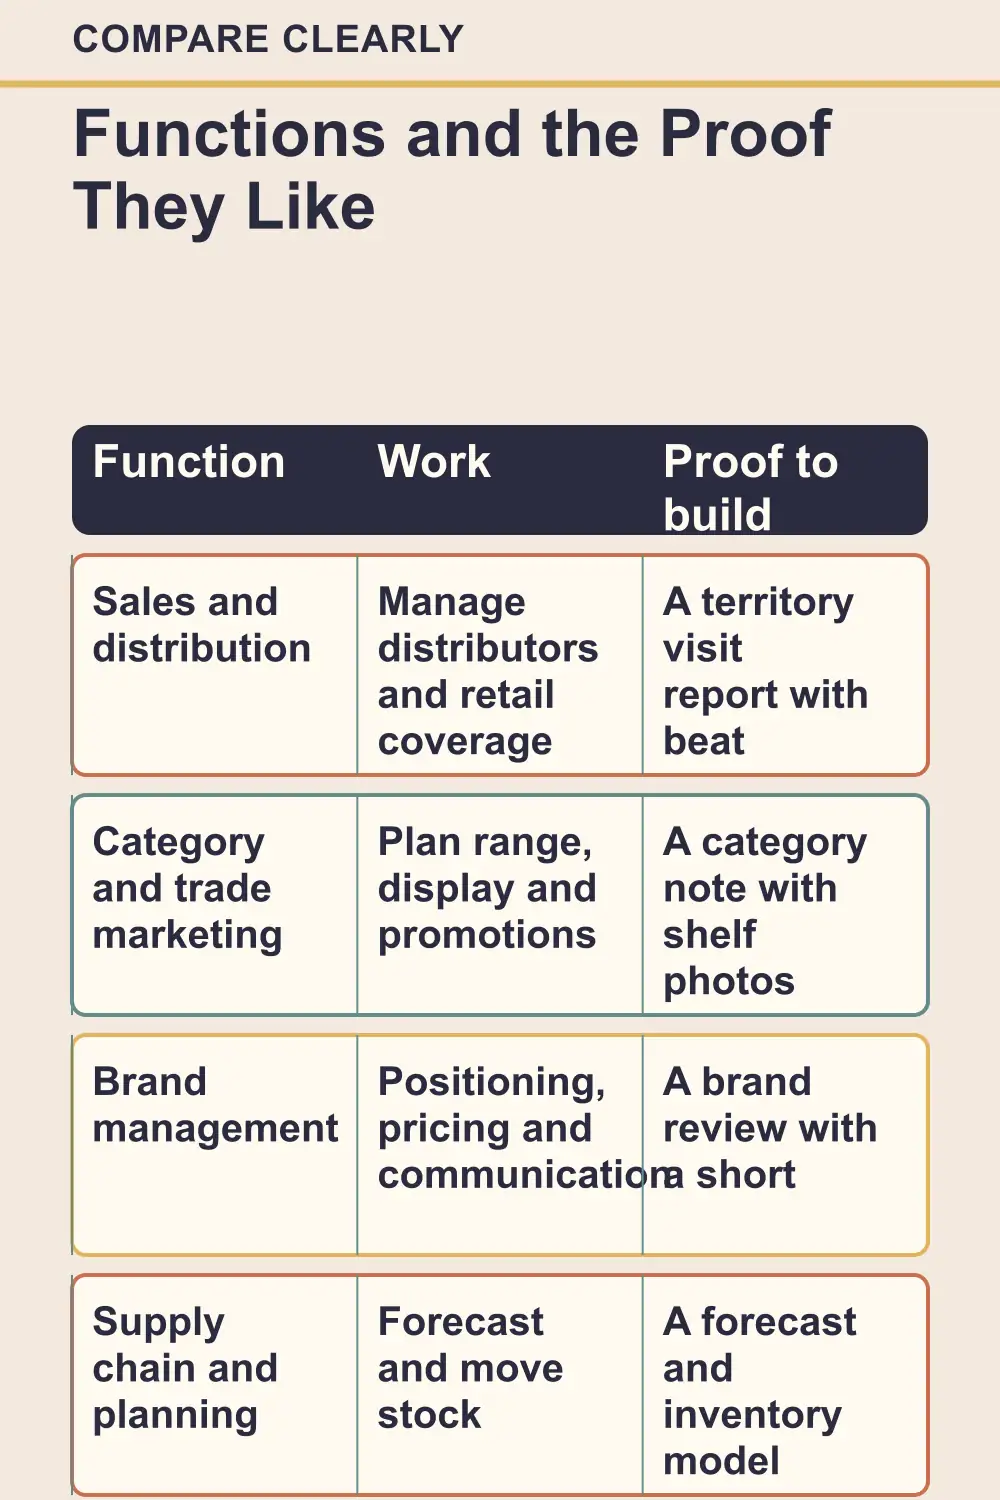 COMPARE CLEARLY
Functions and the Proof
They Like
Function
Work
Proof to
build
Sales and
distribution
Manage
distributors
and retail
coverage
A territory
visit
report with
beat
Category
and trade
marketing
Plan range,
display and
promotions
A category
note with
shelf
photos
Brand
management
Positioning,
pricing and
communication
A brand
review with
a short
Supply
chain and
planning
Forecast
and move
stock
A forecast
and
inventory
model